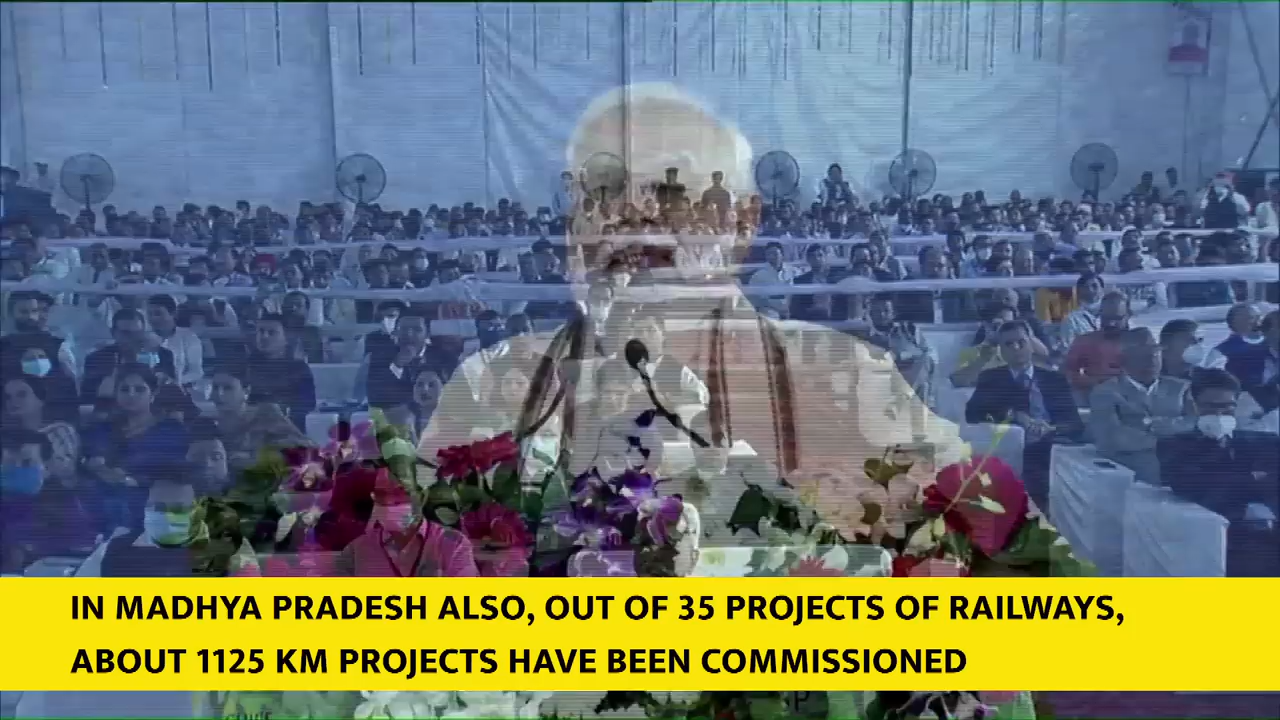 IN MADHYA PRADESH ALSO, OUT OF 35 PROJECTS OF RAILWAYS,
ABOUT 1125 KM PROJECTS HAVE BEEN COMMISSIONED